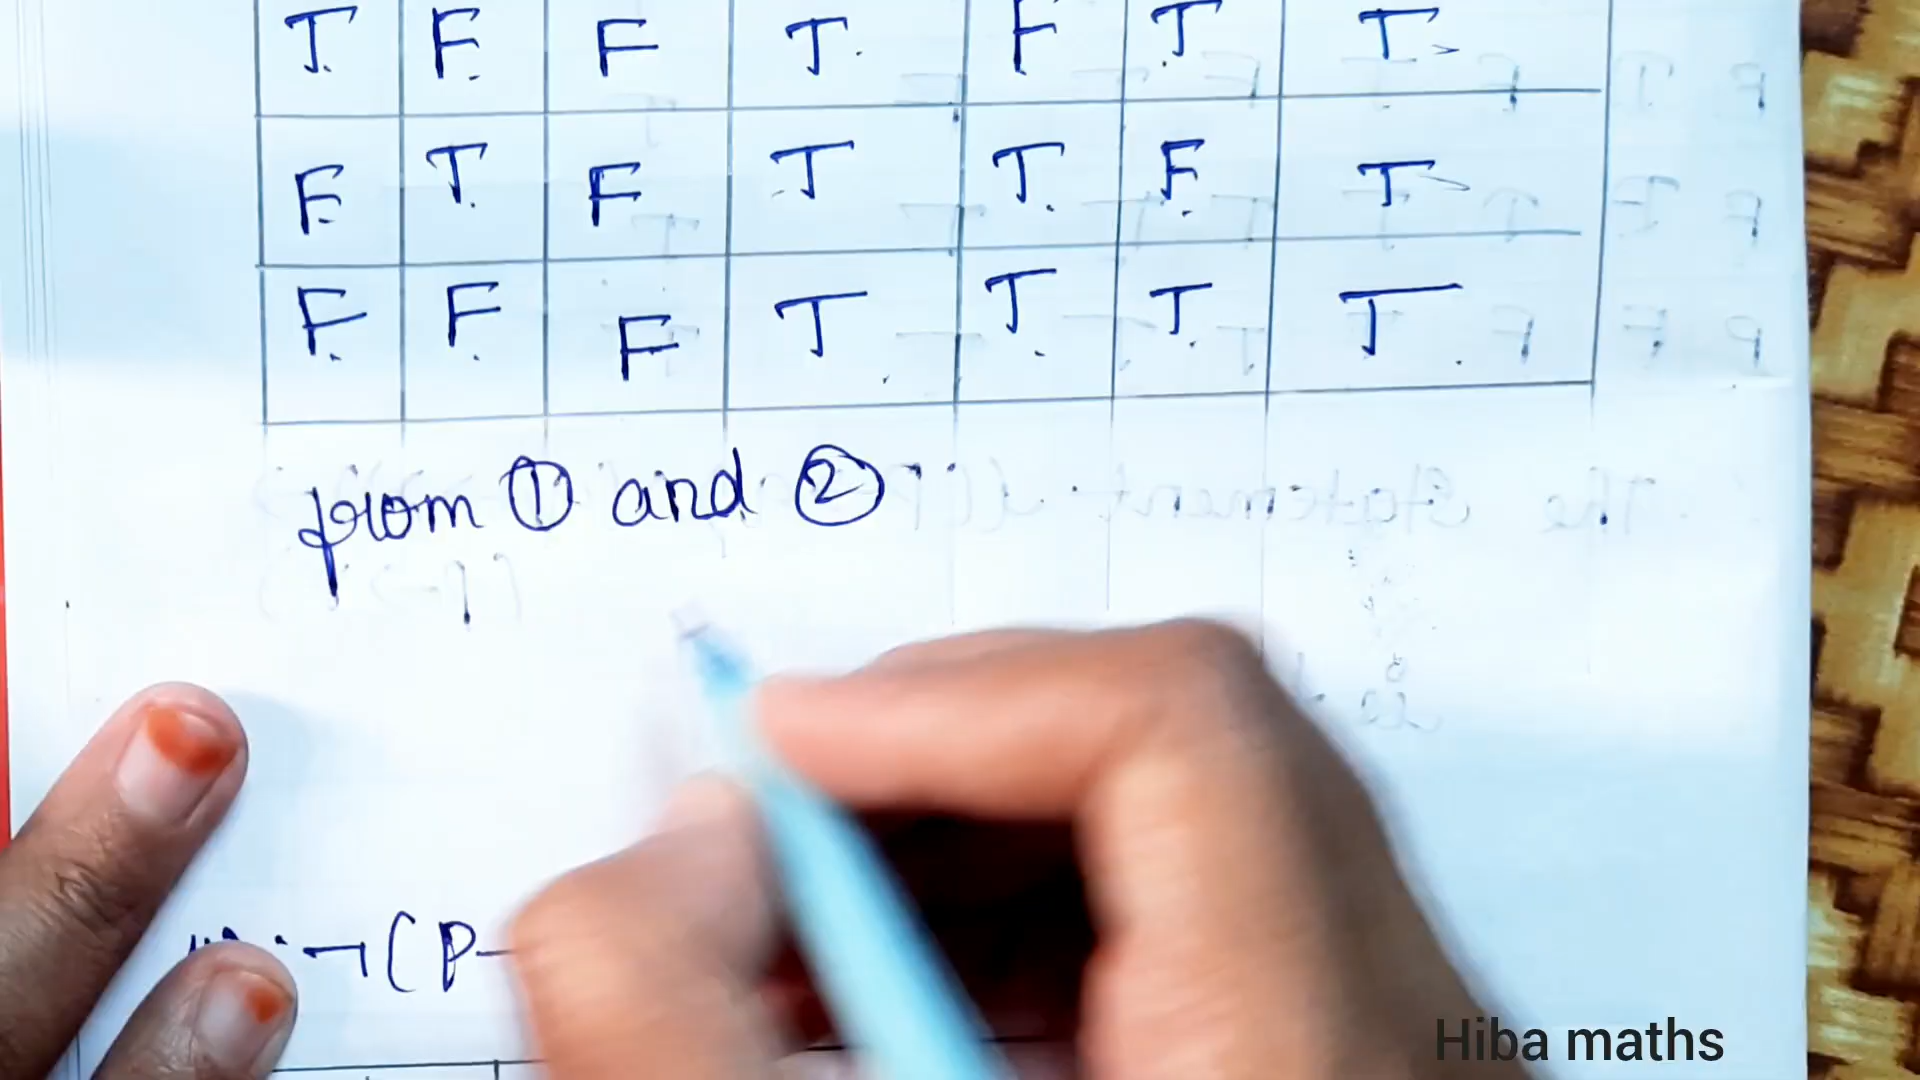 T F F T F T T
F T F T T F T
F F F T T T T
from ① and ②
¬(P-
Hiba maths